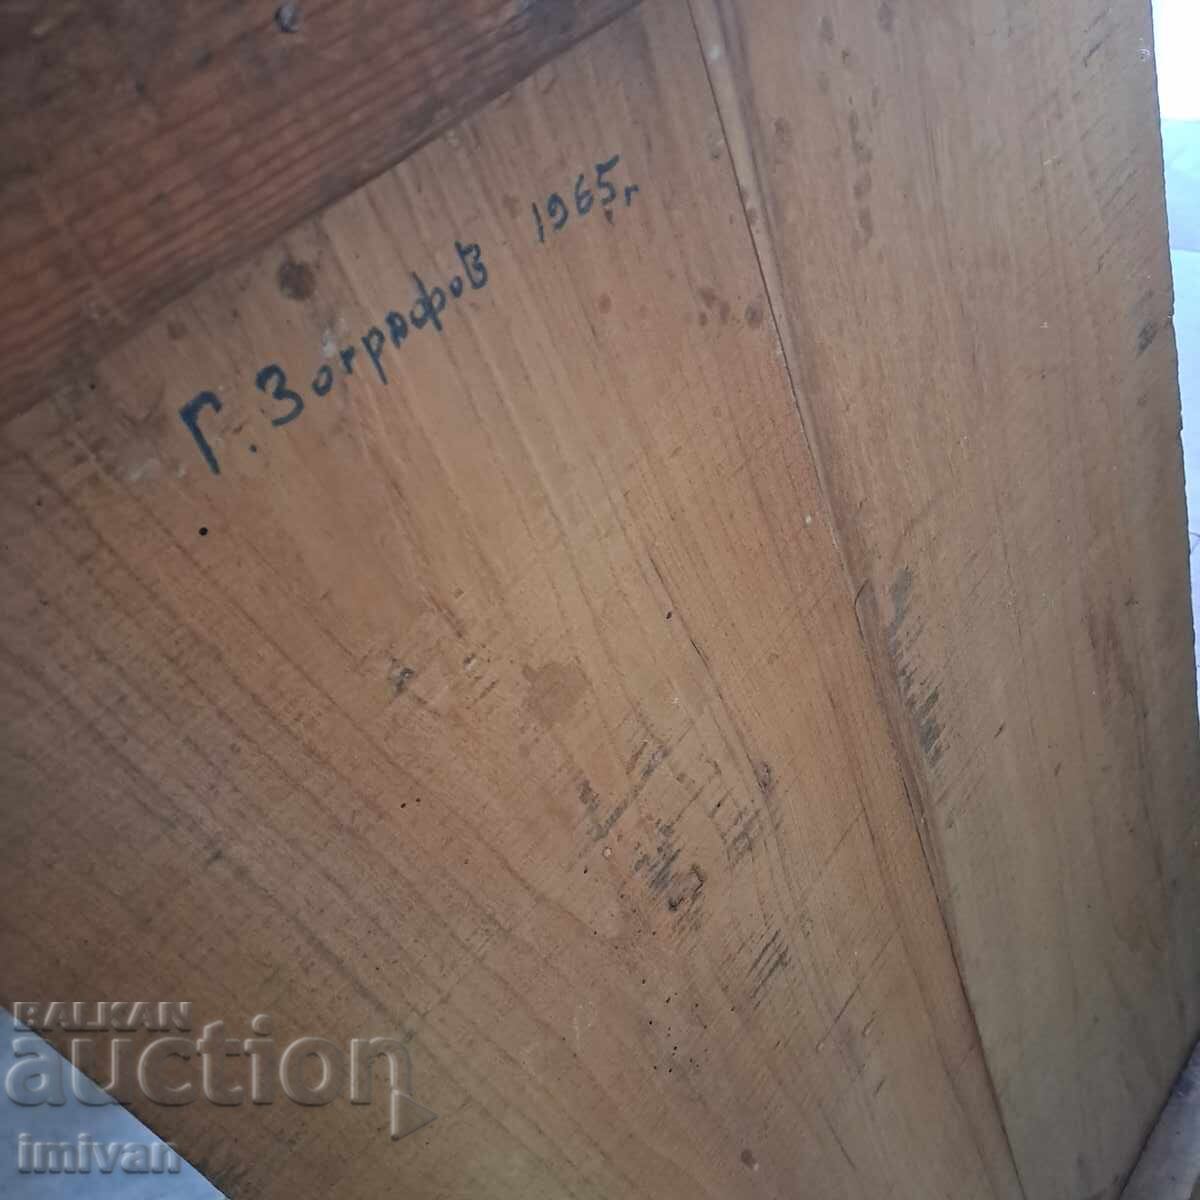 Г. Зографов 1965г
BALKAN
auction
imivan